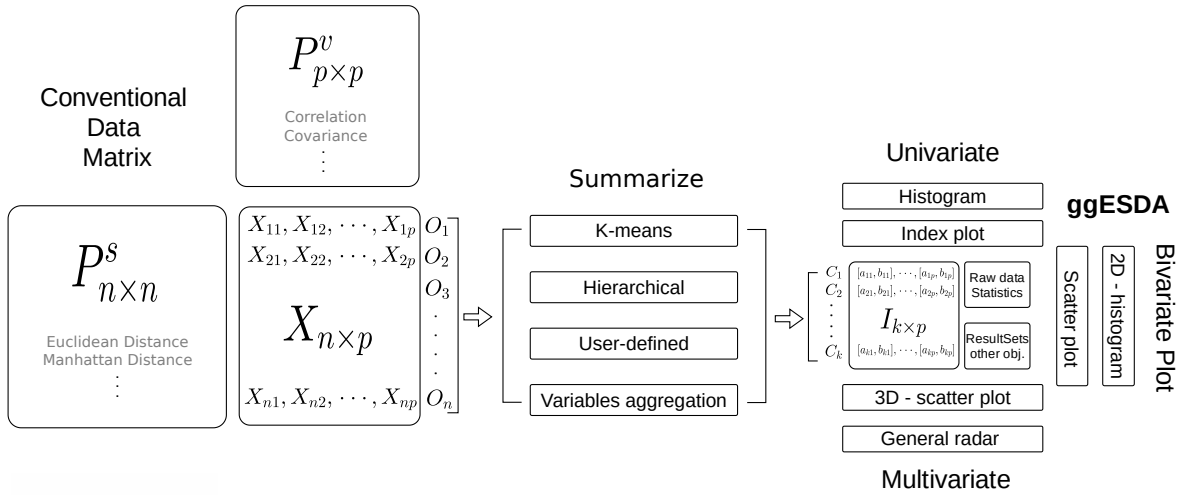 Conventional
Data
Matrix
P^v_{p×p}
Correlation
Covariance
P^s_{n×n}
Euclidean Distance
Manhattan Distance
X_{11}, X_{12}, ⋯, X_{1p} O_1
X_{21}, X_{22}, ⋯, X_{2p} O_2
O_3
X_{n×p}
X_{n1}, X_{n2}, ⋯, X_{np} O_n
Summarize
K-means
Hierarchical
User-defined
Variables aggregation
Univariate
Histogram
Index plot
C_1 [a_{11}, b_{11}], ⋯, [a_{1p}, b_{1p}]
C_2 [a_{21}, b_{21}], ⋯, [a_{2p}, b_{2p}]
I_{k×p}
C_k [a_{k1}, b_{k1}], ⋯, [a_{kp}, b_{kp}]
Raw data
Statistics
ResultSets
other obj.
3D - scatter plot
General radar
Multivariate
ggESDA
Scatter plot
2D - histogram
Bivariate Plot